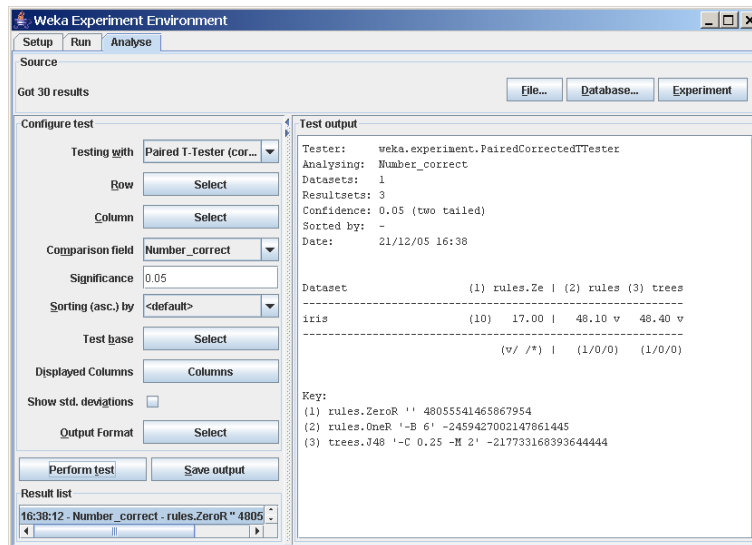 Weka Experiment Environment
Setup Run Analyse
Source
Got 30 results
File... Database... Experiment
Configure test
Testing with Paired T-Tester (cor...
Row Select
Column Select
Comparison field Number_correct
Significance 0.05
Sorting (asc.) by <default>
Test base Select
Displayed Columns Columns
Show std. deviations
Output Format Select
Perform test Save output
Result list
16:38:12 - Number_correct - rules.ZeroR '' 4805
Test output
Tester: weka.experiment.PairedCorrectedTTester
Analysing: Number_correct
Datasets: 1
Resultsets: 3
Confidence: 0.05 (two tailed)
Sorted by: -
Date: 21/12/05 16:38
Dataset (1) rules.Ze | (2) rules (3) trees
iris (10) 17.00 | 48.10 v 48.40 v
(v/ /*) | (1/0/0) (1/0/0)
Key:
(1) rules.ZeroR '' 48055541465867954
(2) rules.OneR '-B 6' -2459427002147861445
(3) trees.J48 '-C 0.25 -M 2' -217733168393644444